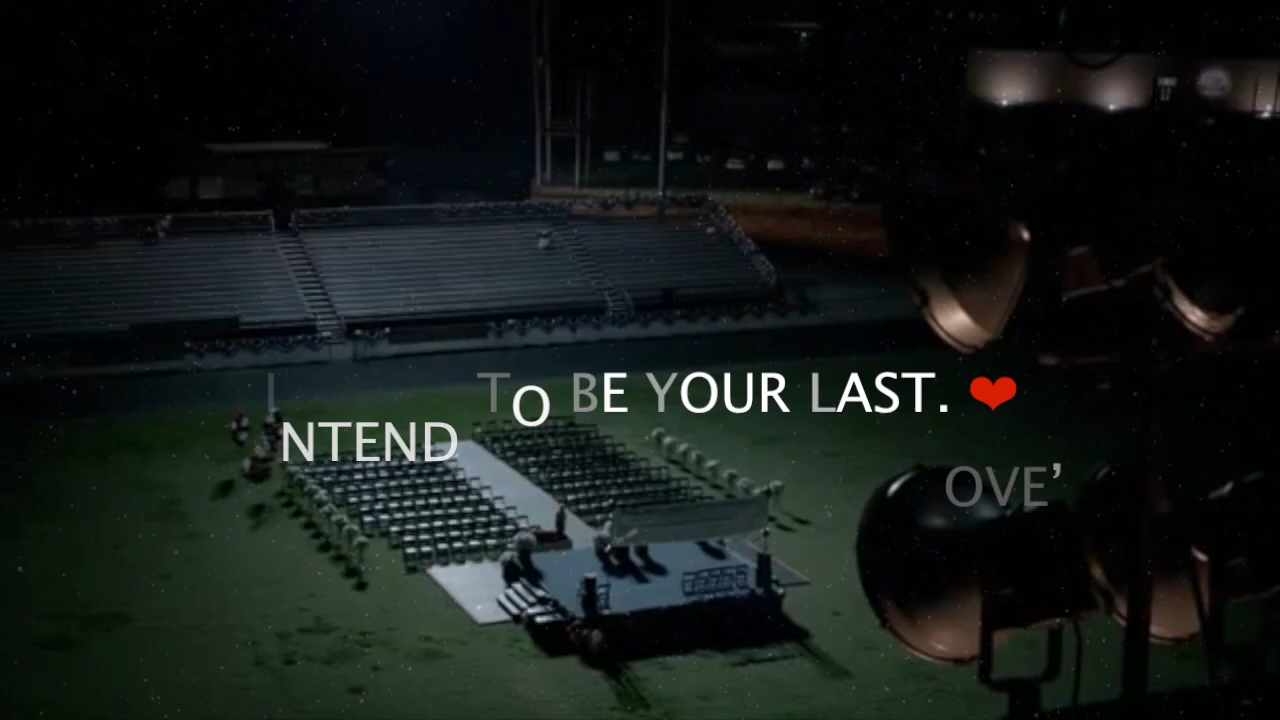 I TO BE YOUR LAST. ❤
NTEND
OVE’